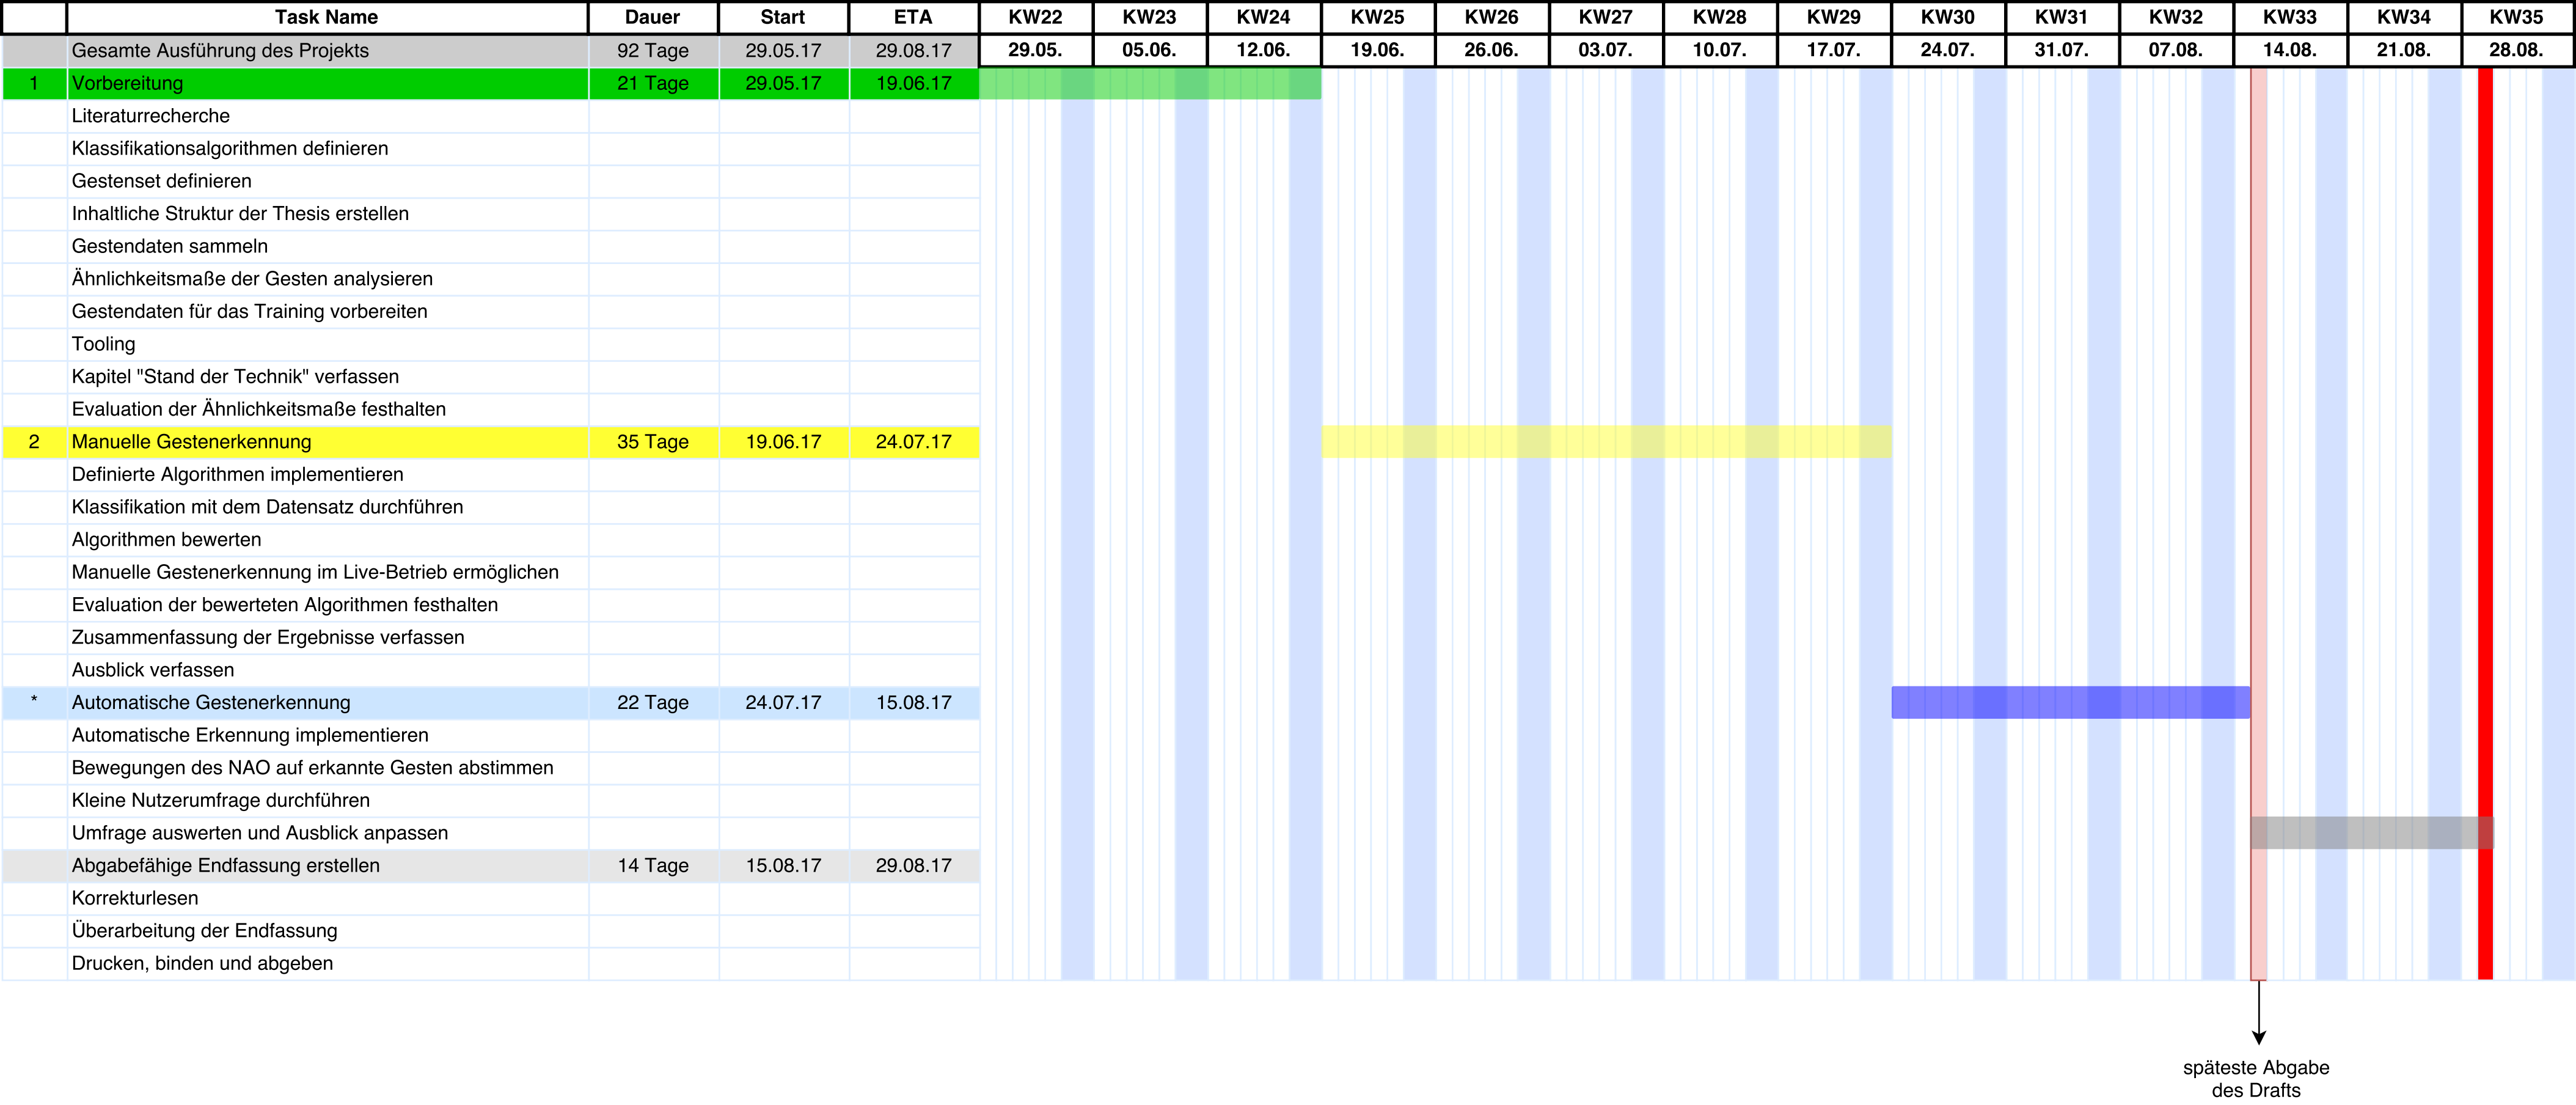 Task Name Dauer Start ETA KW22 KW23 KW24 KW25 KW26 KW27 KW28 KW29 KW30 KW31 KW32 KW33 KW34 KW35
Gesamte Ausführung des Projekts 92 Tage 29.05.17 29.08.17 29.05. 05.06. 12.06. 19.06. 26.06. 03.07. 10.07. 17.07. 24.07. 31.07. 07.08. 14.08. 21.08. 28.08.
1 Vorbereitung 21 Tage 29.05.17 19.06.17
Literaturrecherche
Klassifikationsalgorithmen definieren
Gestenset definieren
Inhaltliche Struktur der Thesis erstellen
Gestendaten sammeln
Ähnlichkeitsmaße der Gesten analysieren
Gestendaten für das Training vorbereiten
Tooling
Kapitel "Stand der Technik" verfassen
Evaluation der Ähnlichkeitsmaße festhalten
2 Manuelle Gestenerkennung 35 Tage 19.06.17 24.07.17
Definierte Algorithmen implementieren
Klassifikation mit dem Datensatz durchführen
Algorithmen bewerten
Manuelle Gestenerkennung im Live-Betrieb ermöglichen
Evaluation der bewerteten Algorithmen festhalten
Zusammenfassung der Ergebnisse verfassen
Ausblick verfassen
* Automatische Gestenerkennung 22 Tage 24.07.17 15.08.17
Automatische Erkennung implementieren
Bewegungen des NAO auf erkannte Gesten abstimmen
Kleine Nutzerumfrage durchführen
Umfrage auswerten und Ausblick anpassen
Abgabefähige Endfassung erstellen 14 Tage 15.08.17 29.08.17
Korrekturlesen
Überarbeitung der Endfassung
Drucken, binden und abgeben
späteste Abgabe
des Drafts